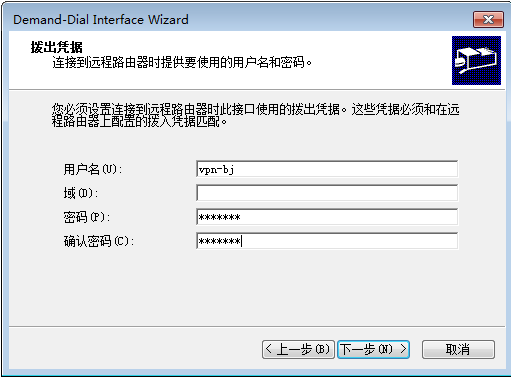 Demand-Dial Interface Wizard
拨出凭据
连接到远程路由器时提供要使用的用户名和密码。
您必须设置连接到远程路由器时此接口使用的拨出凭据。这些凭据必须和在远
程路由器上配置的拨入凭据匹配。
用户名(U): vpn-bj
域(D):
密码(P): *******
确认密码(C): *******
< 上一步(B) 下一步(N) > 取消